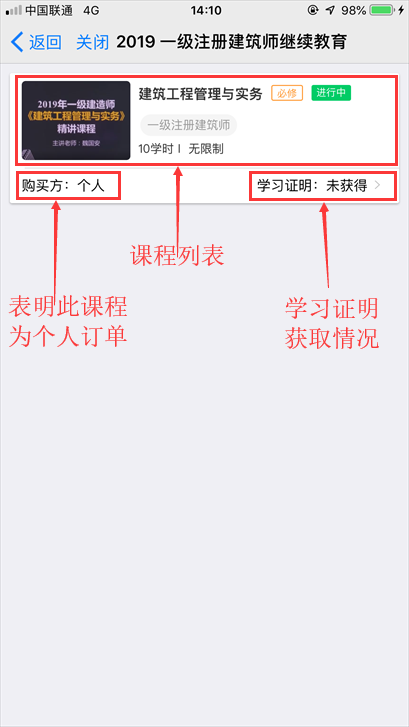 中国联通 4G 14:10 98%
返回 关闭 2019 一级注册建筑师继续教育
2019年一级建造师
《建筑工程管理与实务》
精讲课程
主讲老师：魏国安
建筑工程管理与实务 必修 进行中
一级注册建筑师
10学时 | 无限制
购买方：个人 学习证明：未获得
课程列表
表明此课程
为个人订单
学习证明
获取情况